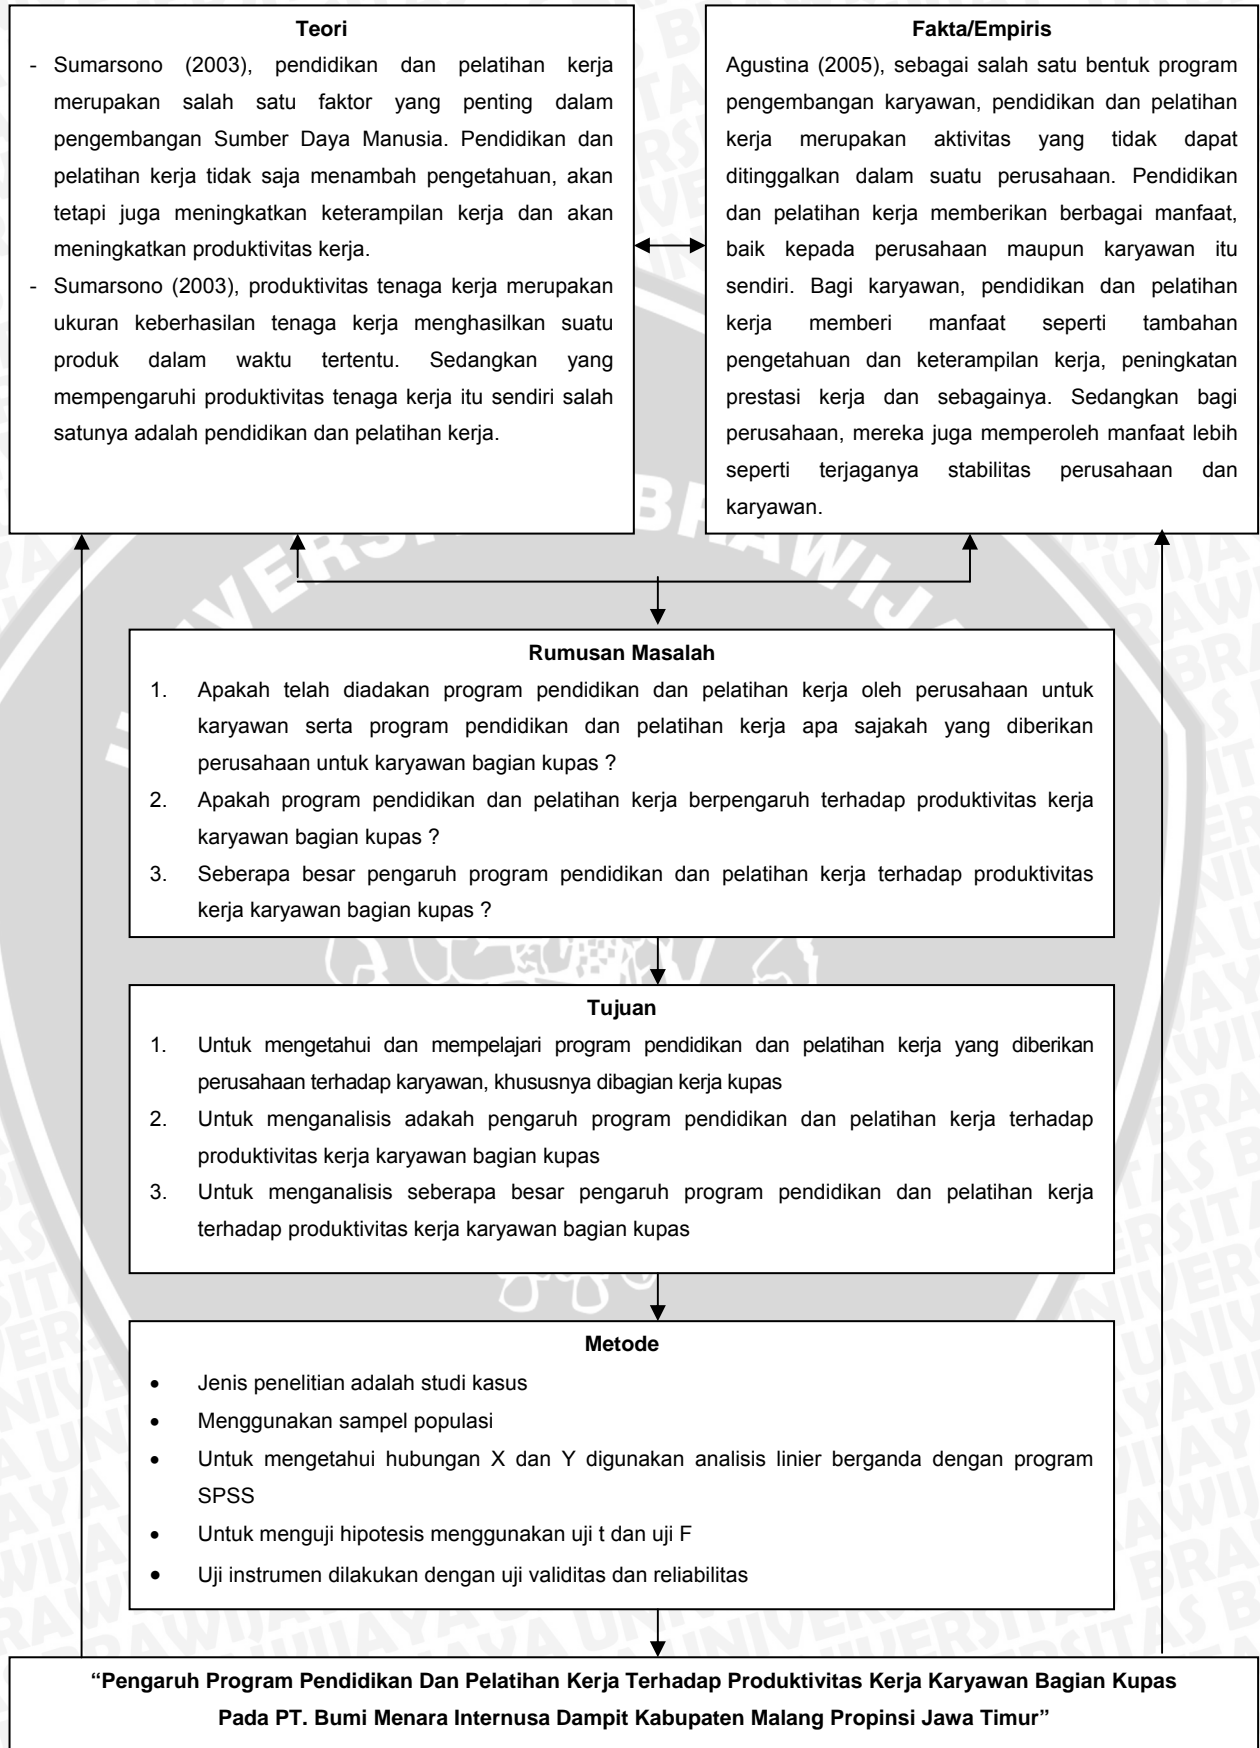 Teori
- Sumarsono (2003), pendidikan dan pelatihan kerja
merupakan salah satu faktor yang penting dalam
pengembangan Sumber Daya Manusia. Pendidikan dan
pelatihan kerja tidak saja menambah pengetahuan, akan
tetapi juga meningkatkan keterampilan kerja dan akan
meningkatkan produktivitas kerja.
- Sumarsono (2003), produktivitas tenaga kerja merupakan
ukuran keberhasilan tenaga kerja menghasilkan suatu
produk dalam waktu tertentu. Sedangkan yang
mempengaruhi produktivitas tenaga kerja itu sendiri salah
satunya adalah pendidikan dan pelatihan kerja.
Fakta/Empiris
Agustina (2005), sebagai salah satu bentuk program
pengembangan karyawan, pendidikan dan pelatihan
kerja merupakan aktivitas yang tidak dapat
ditinggalkan dalam suatu perusahaan. Pendidikan
dan pelatihan kerja memberikan berbagai manfaat,
baik kepada perusahaan maupun karyawan itu
sendiri. Bagi karyawan, pendidikan dan pelatihan
kerja memberi manfaat seperti tambahan
pengetahuan dan keterampilan kerja, peningkatan
prestasi kerja dan sebagainya. Sedangkan bagi
perusahaan, mereka juga memperoleh manfaat lebih
seperti terjaganya stabilitas perusahaan dan
karyawan.
Rumusan Masalah
1. Apakah telah diadakan program pendidikan dan pelatihan kerja oleh perusahaan untuk
karyawan serta program pendidikan dan pelatihan kerja apa sajakah yang diberikan
perusahaan untuk karyawan bagian kupas ?
2. Apakah program pendidikan dan pelatihan kerja berpengaruh terhadap produktivitas kerja
karyawan bagian kupas ?
3. Seberapa besar pengaruh program pendidikan dan pelatihan kerja terhadap produktivitas
kerja karyawan bagian kupas ?
Tujuan
1. Untuk mengetahui dan mempelajari program pendidikan dan pelatihan kerja yang diberikan
perusahaan terhadap karyawan, khususnya dibagian kerja kupas
2. Untuk menganalisis adakah pengaruh program pendidikan dan pelatihan kerja terhadap
produktivitas kerja karyawan bagian kupas
3. Untuk menganalisis seberapa besar pengaruh program pendidikan dan pelatihan kerja
terhadap produktivitas kerja karyawan bagian kupas
Metode
• Jenis penelitian adalah studi kasus
• Menggunakan sampel populasi
• Untuk mengetahui hubungan X dan Y digunakan analisis linier berganda dengan program
SPSS
• Untuk menguji hipotesis menggunakan uji t dan uji F
• Uji instrumen dilakukan dengan uji validitas dan reliabilitas
“Pengaruh Program Pendidikan Dan Pelatihan Kerja Terhadap Produktivitas Kerja Karyawan Bagian Kupas
Pada PT. Bumi Menara Internusa Dampit Kabupaten Malang Propinsi Jawa Timur”